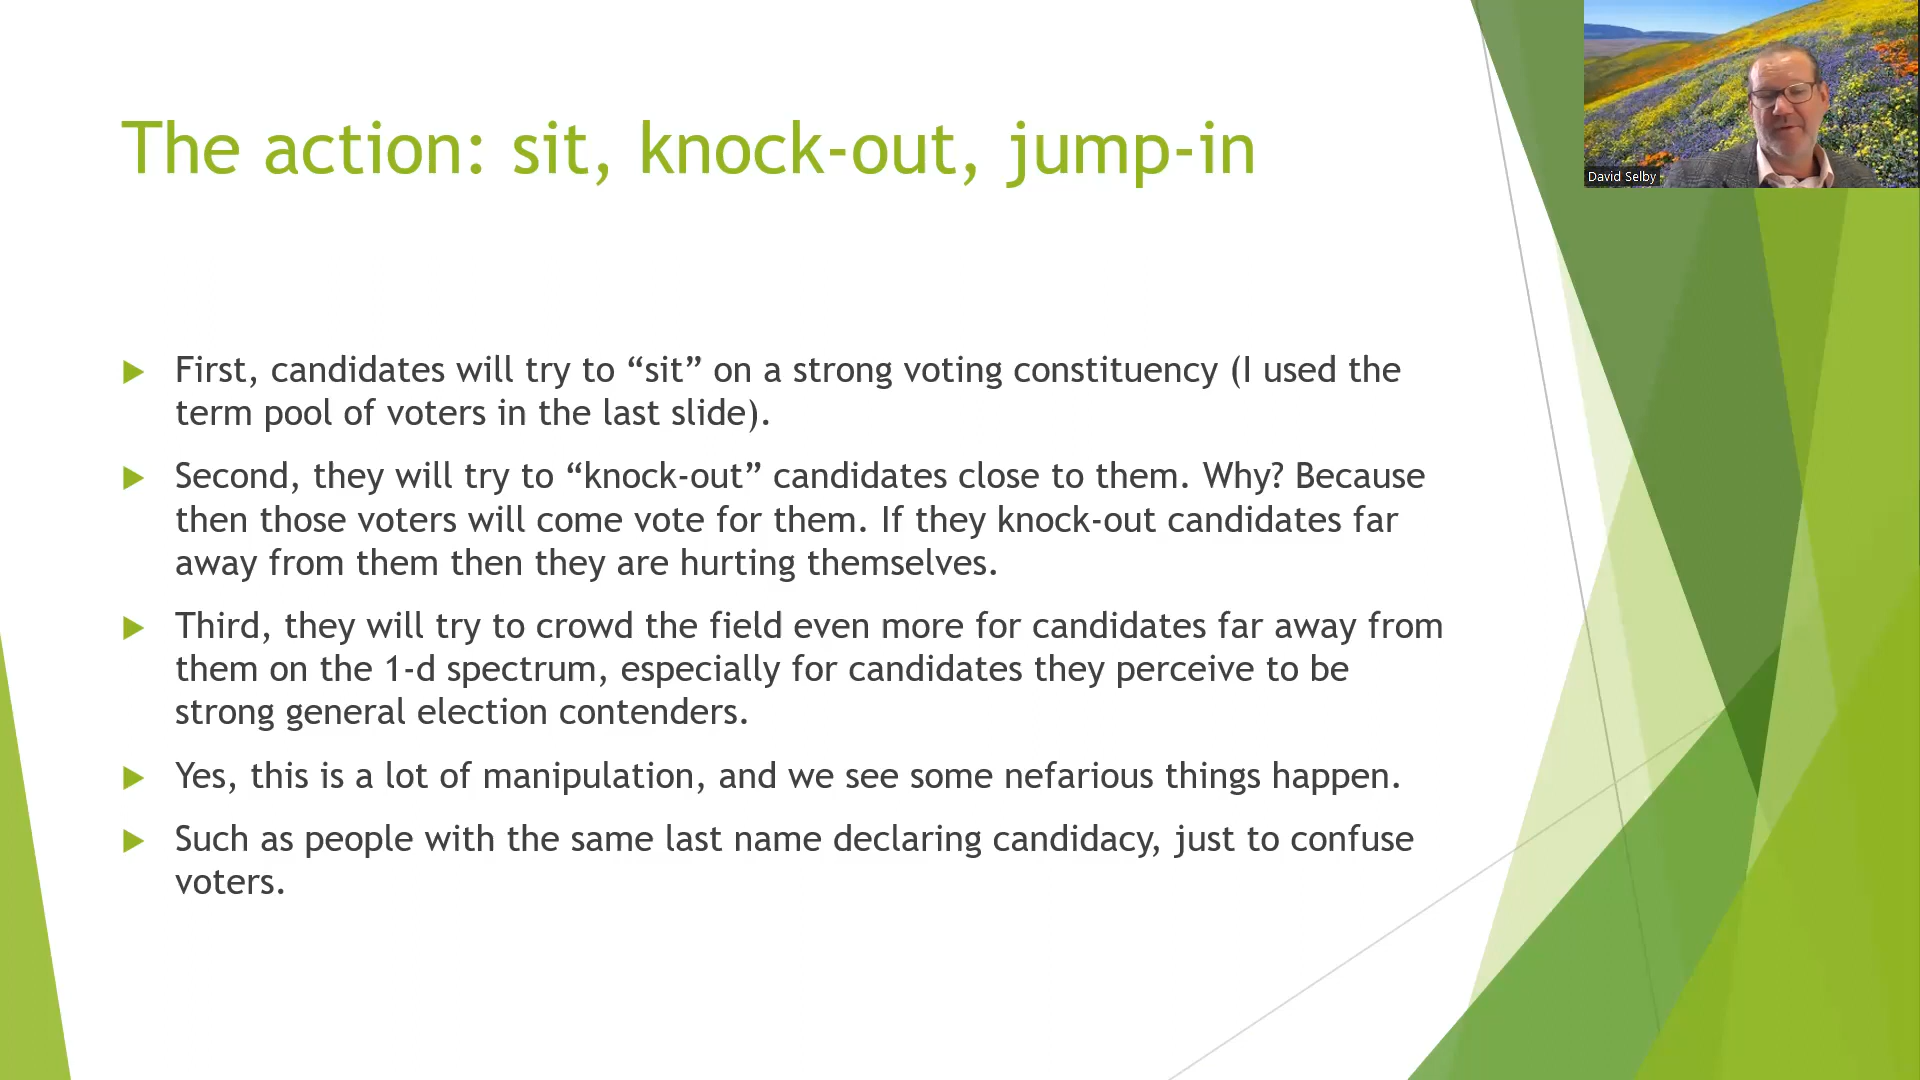 The action: sit, knock-out, jump-in
David Selby
First, candidates will try to “sit” on a strong voting constituency (I used the
term pool of voters in the last slide).
Second, they will try to “knock-out” candidates close to them. Why? Because
then those voters will come vote for them. If they knock-out candidates far
away from them then they are hurting themselves.
Third, they will try to crowd the field even more for candidates far away from
them on the 1-d spectrum, especially for candidates they perceive to be
strong general election contenders.
Yes, this is a lot of manipulation, and we see some nefarious things happen.
Such as people with the same last name declaring candidacy, just to confuse
voters.